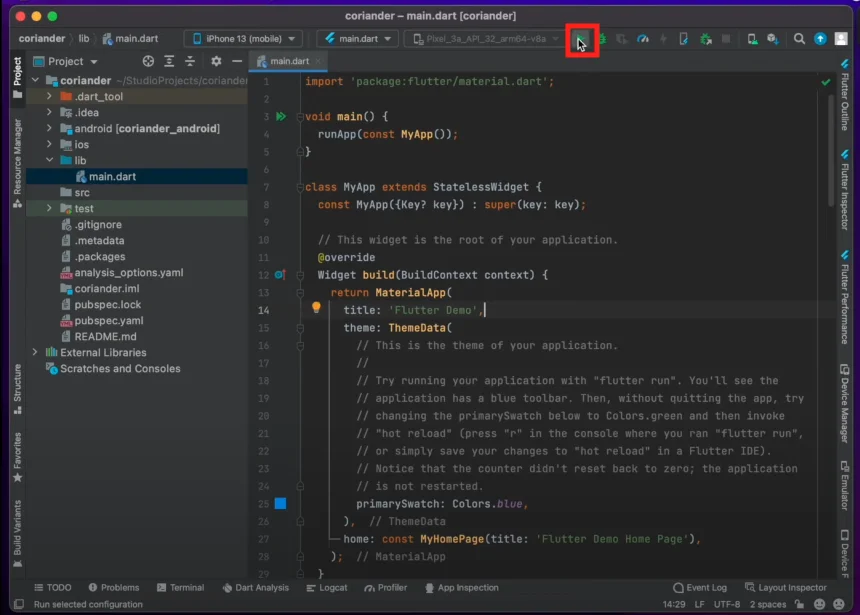 coriander – main.dart [coriander]
coriander
lib
main.dart
iPhone 13 (mobile)
main.dart
Pixel_3a_API_32_arm64-v8a
Project
main.dart
Project
Resource Manager
Structure
Favorites
Build Variants
coriander ~/StudioProjects/coriander
.dart_tool
.idea
android [coriander_android]
ios
lib
main.dart
src
test
.gitignore
.metadata
.packages
analysis_options.yaml
coriander.iml
pubspec.lock
pubspec.yaml
README.md
External Libraries
Scratches and Consoles
1 import 'package:flutter/material.dart';
2
3 void main() {
4 runApp(const MyApp());
5 }
6
7 class MyApp extends StatelessWidget {
8 const MyApp({Key? key}) : super(key: key);
9
10 // This widget is the root of your application.
11 @override
12 Widget build(BuildContext context) {
13 return MaterialApp(
14 title: 'Flutter Demo',
15 theme: ThemeData(
16 // This is the theme of your application.
17 //
18 // Try running your application with "flutter run". You'll see the
19 // application has a blue toolbar. Then, without quitting the app, try
20 // changing the primarySwatch below to Colors.green and then invoke
21 // "hot reload" (press "r" in the console where you ran "flutter run",
22 // or simply save your changes to "hot reload" in a Flutter IDE).
23 // Notice that the counter didn't reset back to zero; the application
24 // is not restarted.
25 primarySwatch: Colors.blue,
26 ), // ThemeData
27 home: const MyHomePage(title: 'Flutter Demo Home Page'),
28 ); // MaterialApp
29 }
Flutter Outline
Flutter Inspector
Flutter Performance
Device Manager
Emulator
Device F
TODO
Problems
Terminal
Dart Analysis
Logcat
Profiler
App Inspection
Event Log
Layout Inspector
Run selected configuration
14:29 LF UTF-8 2 spaces